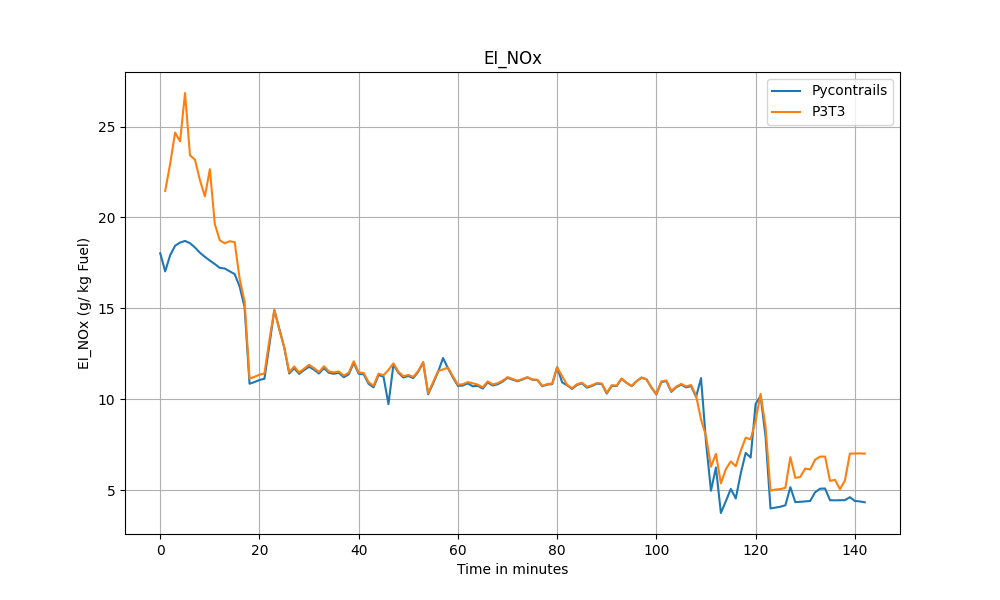 EI_NOx
Pycontrails
P3T3
EI_NOx (g/ kg Fuel)
25
20
15
10
5
0 20 40 60 80 100 120 140
Time in minutes